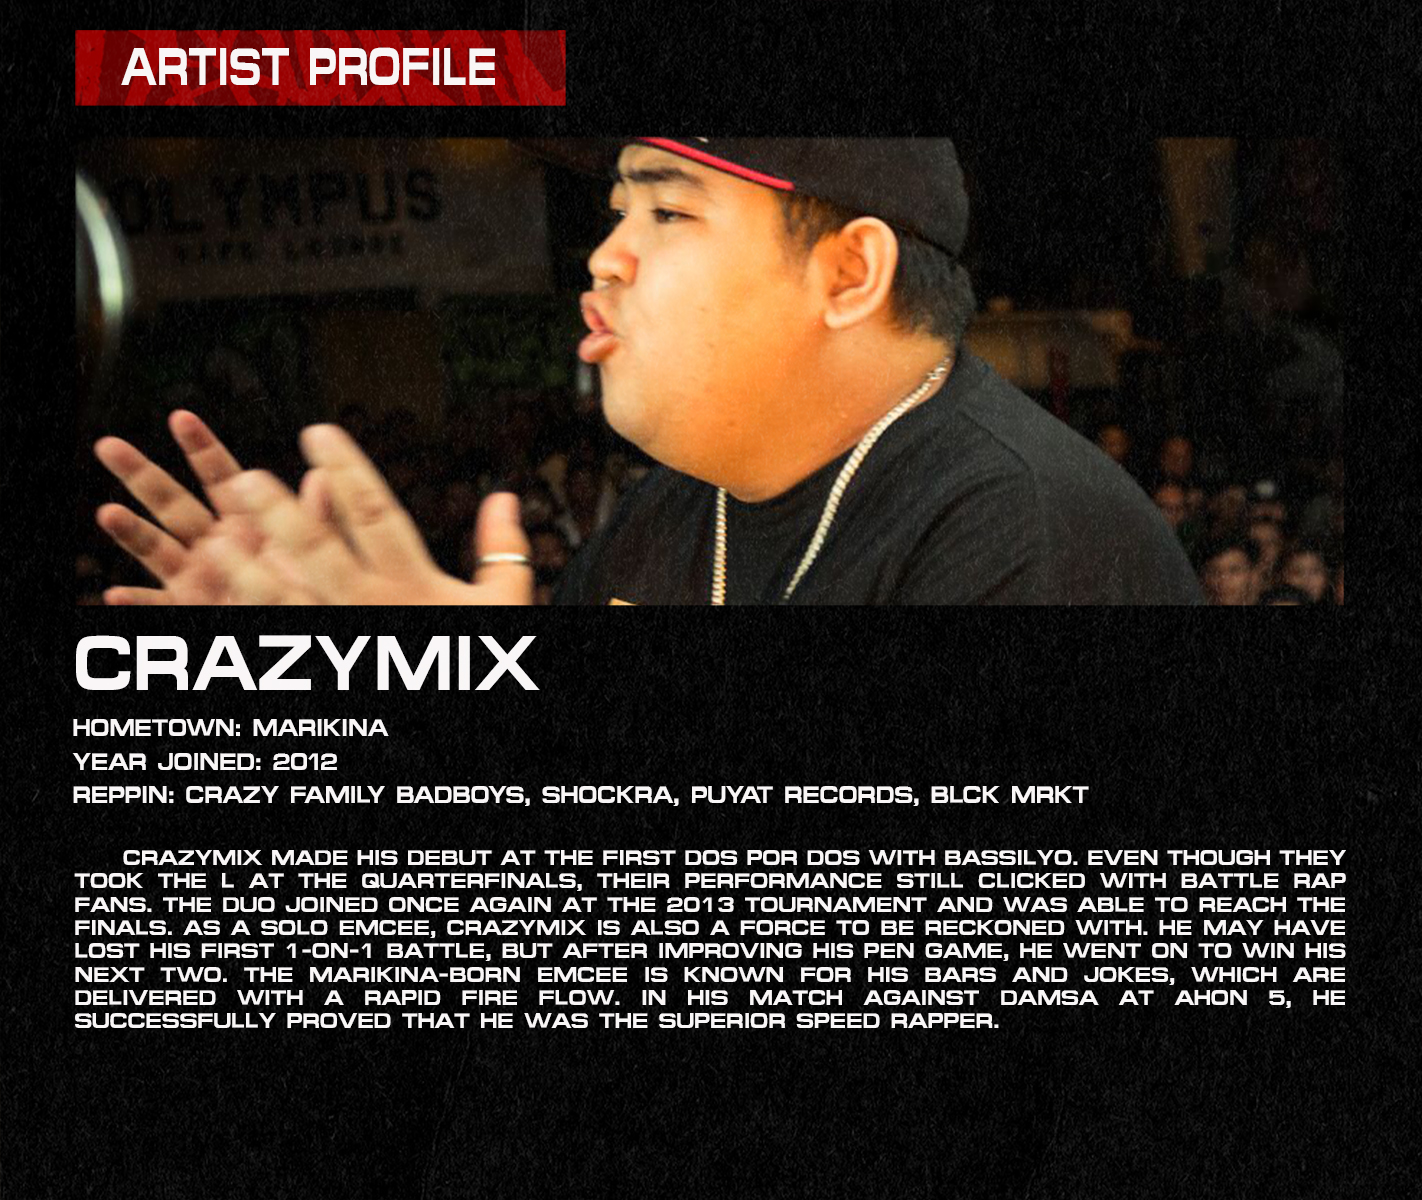 ARTIST PROFILE
OLYMPUS
VAPE LOUNGE
CRAZYMIX
HOMETOWN: MARIKINA
YEAR JOINED: 2012
REPPIN: CRAZY FAMILY BADBOYS, SHOCKRA, PUYAT RECORDS, BLCK MRKT
CRAZYMIX MADE HIS DEBUT AT THE FIRST DOS POR DOS WITH BASSILYO. EVEN THOUGH THEY
TOOK THE L AT THE QUARTERFINALS, THEIR PERFORMANCE STILL CLICKED WITH BATTLE RAP
FANS. THE DUO JOINED ONCE AGAIN AT THE 2013 TOURNAMENT AND WAS ABLE TO REACH THE
FINALS. AS A SOLO EMCEE, CRAZYMIX IS ALSO A FORCE TO BE RECKONED WITH. HE MAY HAVE
LOST HIS FIRST 1-ON-1 BATTLE, BUT AFTER IMPROVING HIS PEN GAME, HE WENT ON TO WIN HIS
NEXT TWO. THE MARIKINA-BORN EMCEE IS KNOWN FOR HIS BARS AND JOKES, WHICH ARE
DELIVERED WITH A RAPID FIRE FLOW. IN HIS MATCH AGAINST DAMSA AT AHON 5, HE
SUCCESSFULLY PROVED THAT HE WAS THE SUPERIOR SPEED RAPPER.